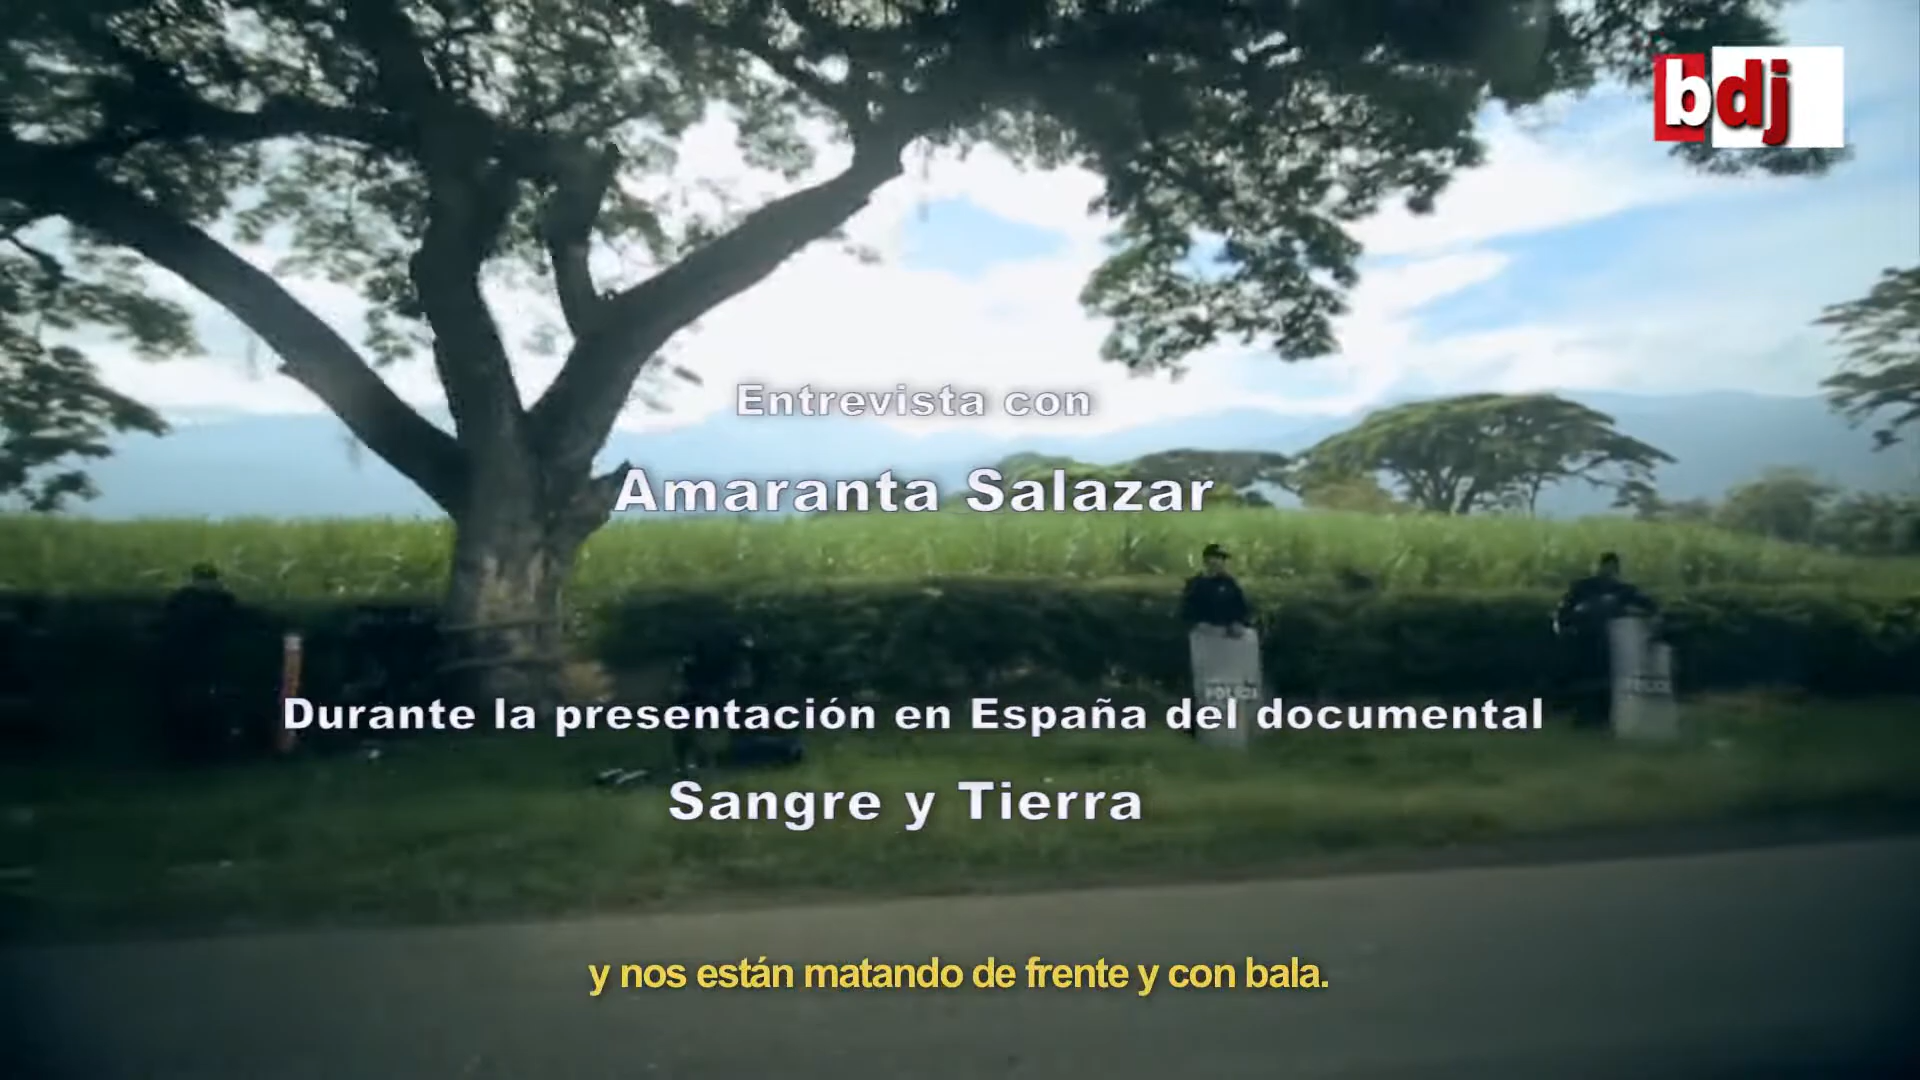 bdj
Entrevista con
Amaranta Salazar
Durante la presentación en España del documental
Sangre y Tierra
y nos están matando de frente y con bala.